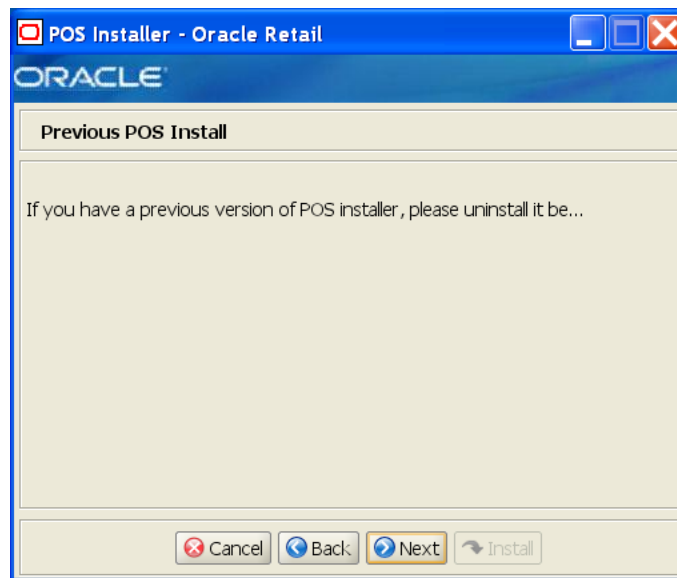 POS Installer - Oracle Retail
ORACLE
Previous POS Install
If you have a previous version of POS installer, please uninstall it be...
Cancel Back Next Install